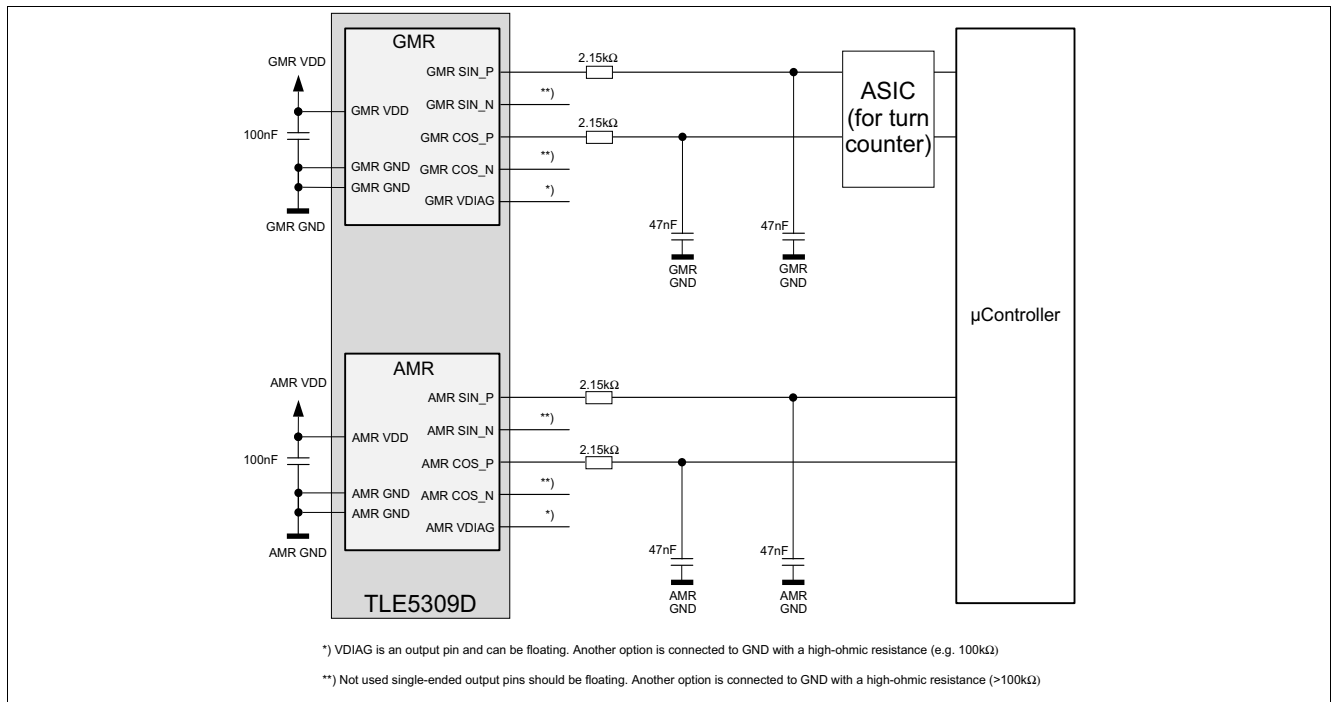 GMR
GMR VDD
GMR VDD
100nF
GMR GND
GMR GND
GMR GND
GMR SIN_P
GMR SIN_N
GMR COS_P
GMR COS_N
GMR VDIAG
2.15kΩ
**)
2.15kΩ
**)
*)
47nF
GMR
GND
47nF
GMR
GND
ASIC
(for turn
counter)
µController
AMR
AMR VDD
AMR VDD
100nF
AMR GND
AMR GND
AMR GND
AMR SIN_P
AMR SIN_N
AMR COS_P
AMR COS_N
AMR VDIAG
2.15kΩ
**)
2.15kΩ
**)
*)
47nF
AMR
GND
47nF
AMR
GND
TLE5309D
*) VDIAG is an output pin and can be floating. Another option is connected to GND with a high-ohmic resistance (e.g. 100kΩ)
**) Not used single-ended output pins should be floating. Another option is connected to GND with a high-ohmic resistance (>100kΩ)